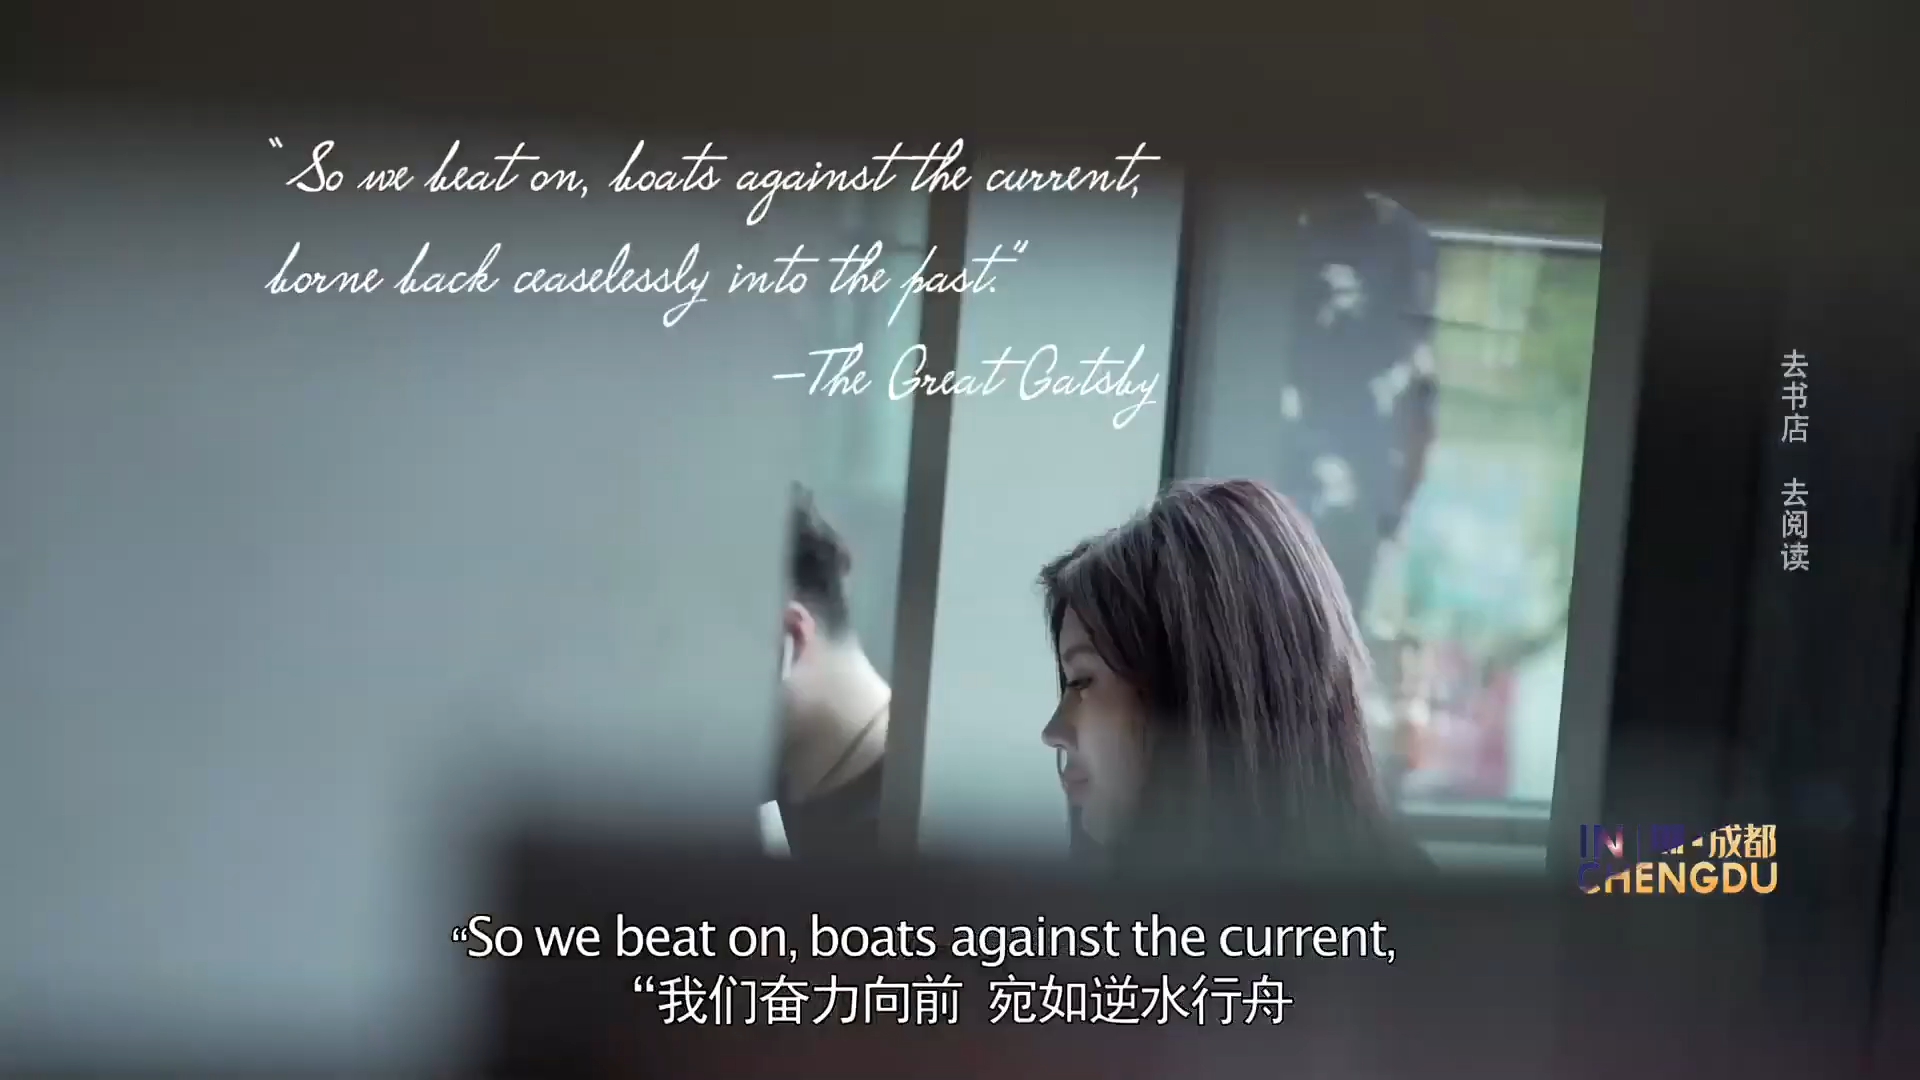 “So we beat on, boats against the current,
borne back ceaselessly into the past.”
—The Great Gatsby
去书店 去阅读
IN 成都
CHENGDU
“So we beat on, boats against the current,
“我们奋力向前 宛如逆水行舟